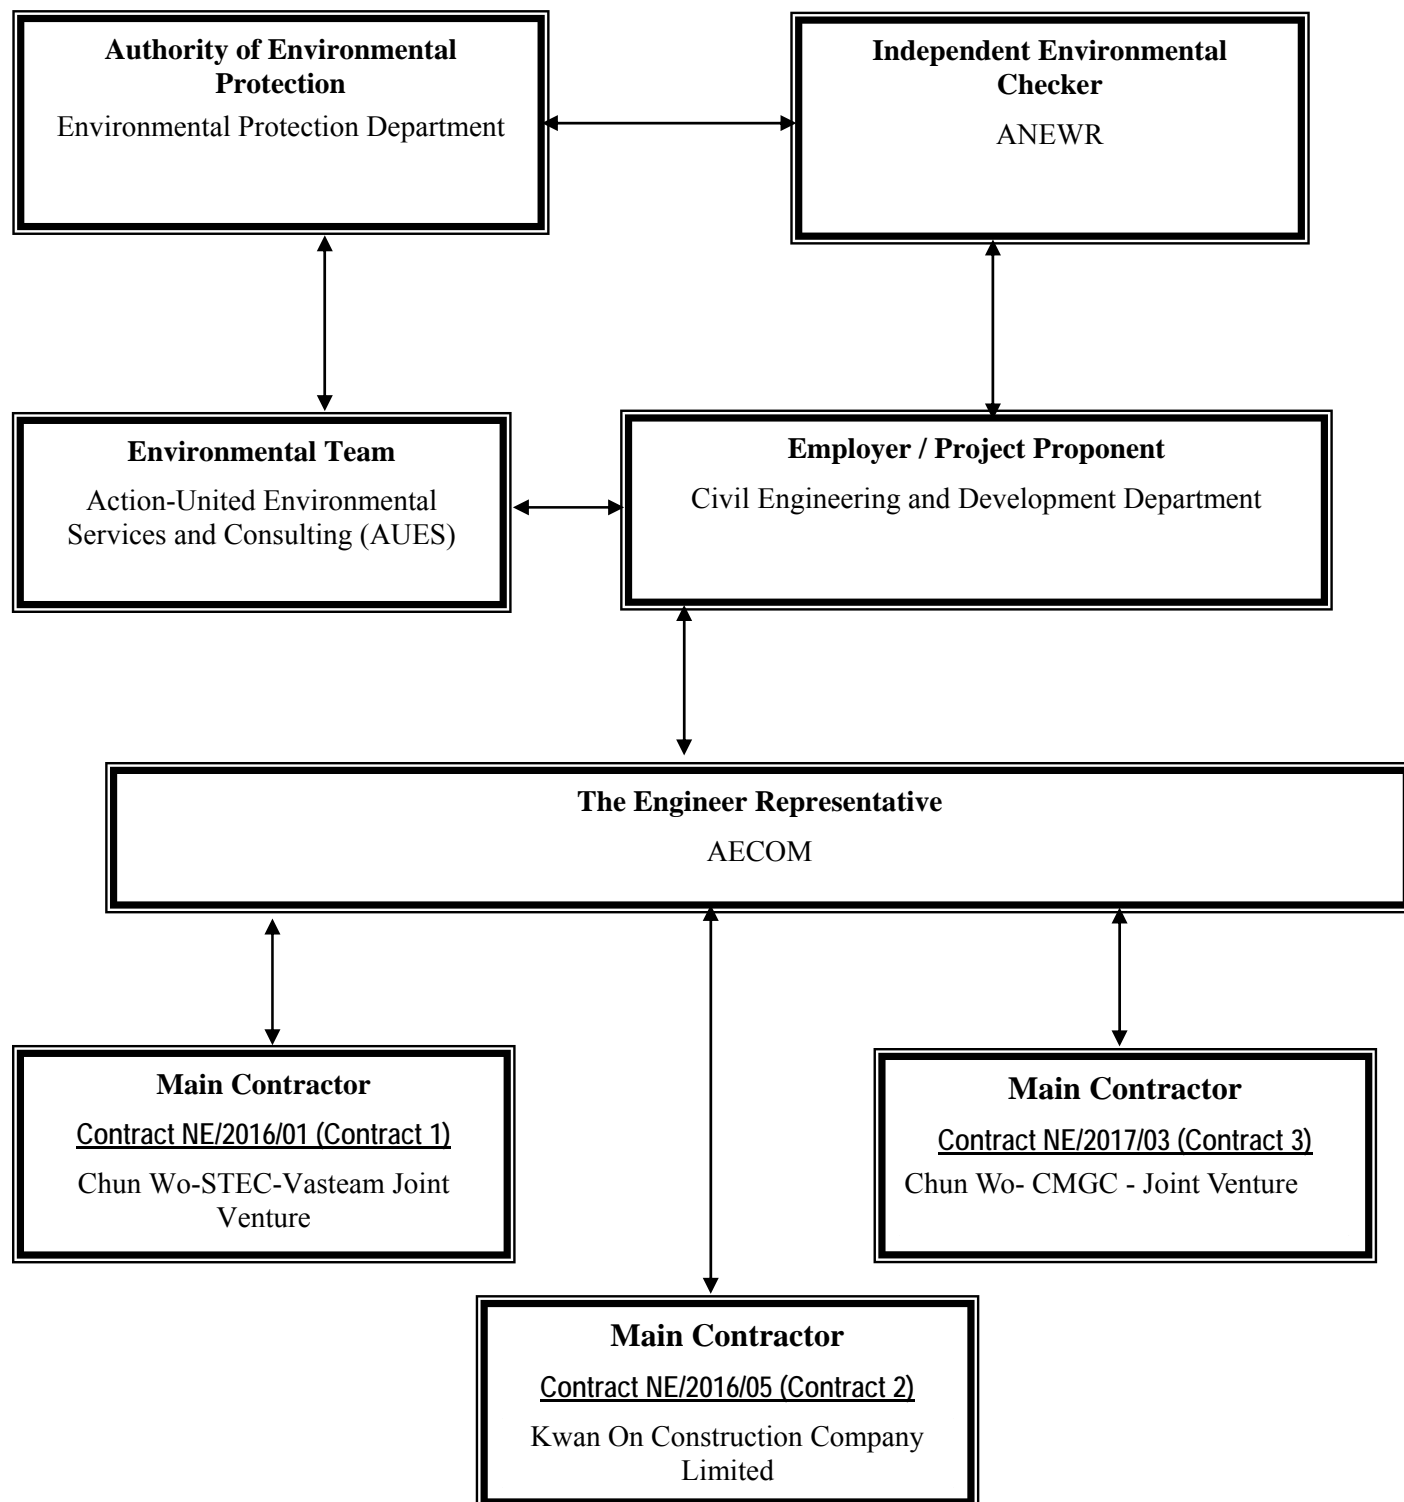 Authority of Environmental
Protection
Environmental Protection Department
Independent Environmental
Checker
ANEWR
Environmental Team
Action-United Environmental
Services and Consulting (AUES)
Employer / Project Proponent
Civil Engineering and Development Department
The Engineer Representative
AECOM
Main Contractor
Contract NE/2016/01 (Contract 1)
Chun Wo-STEC-Vasteam Joint
Venture
Main Contractor
Contract NE/2017/03 (Contract 3)
Chun Wo- CMGC - Joint Venture
Main Contractor
Contract NE/2016/05 (Contract 2)
Kwan On Construction Company
Limited